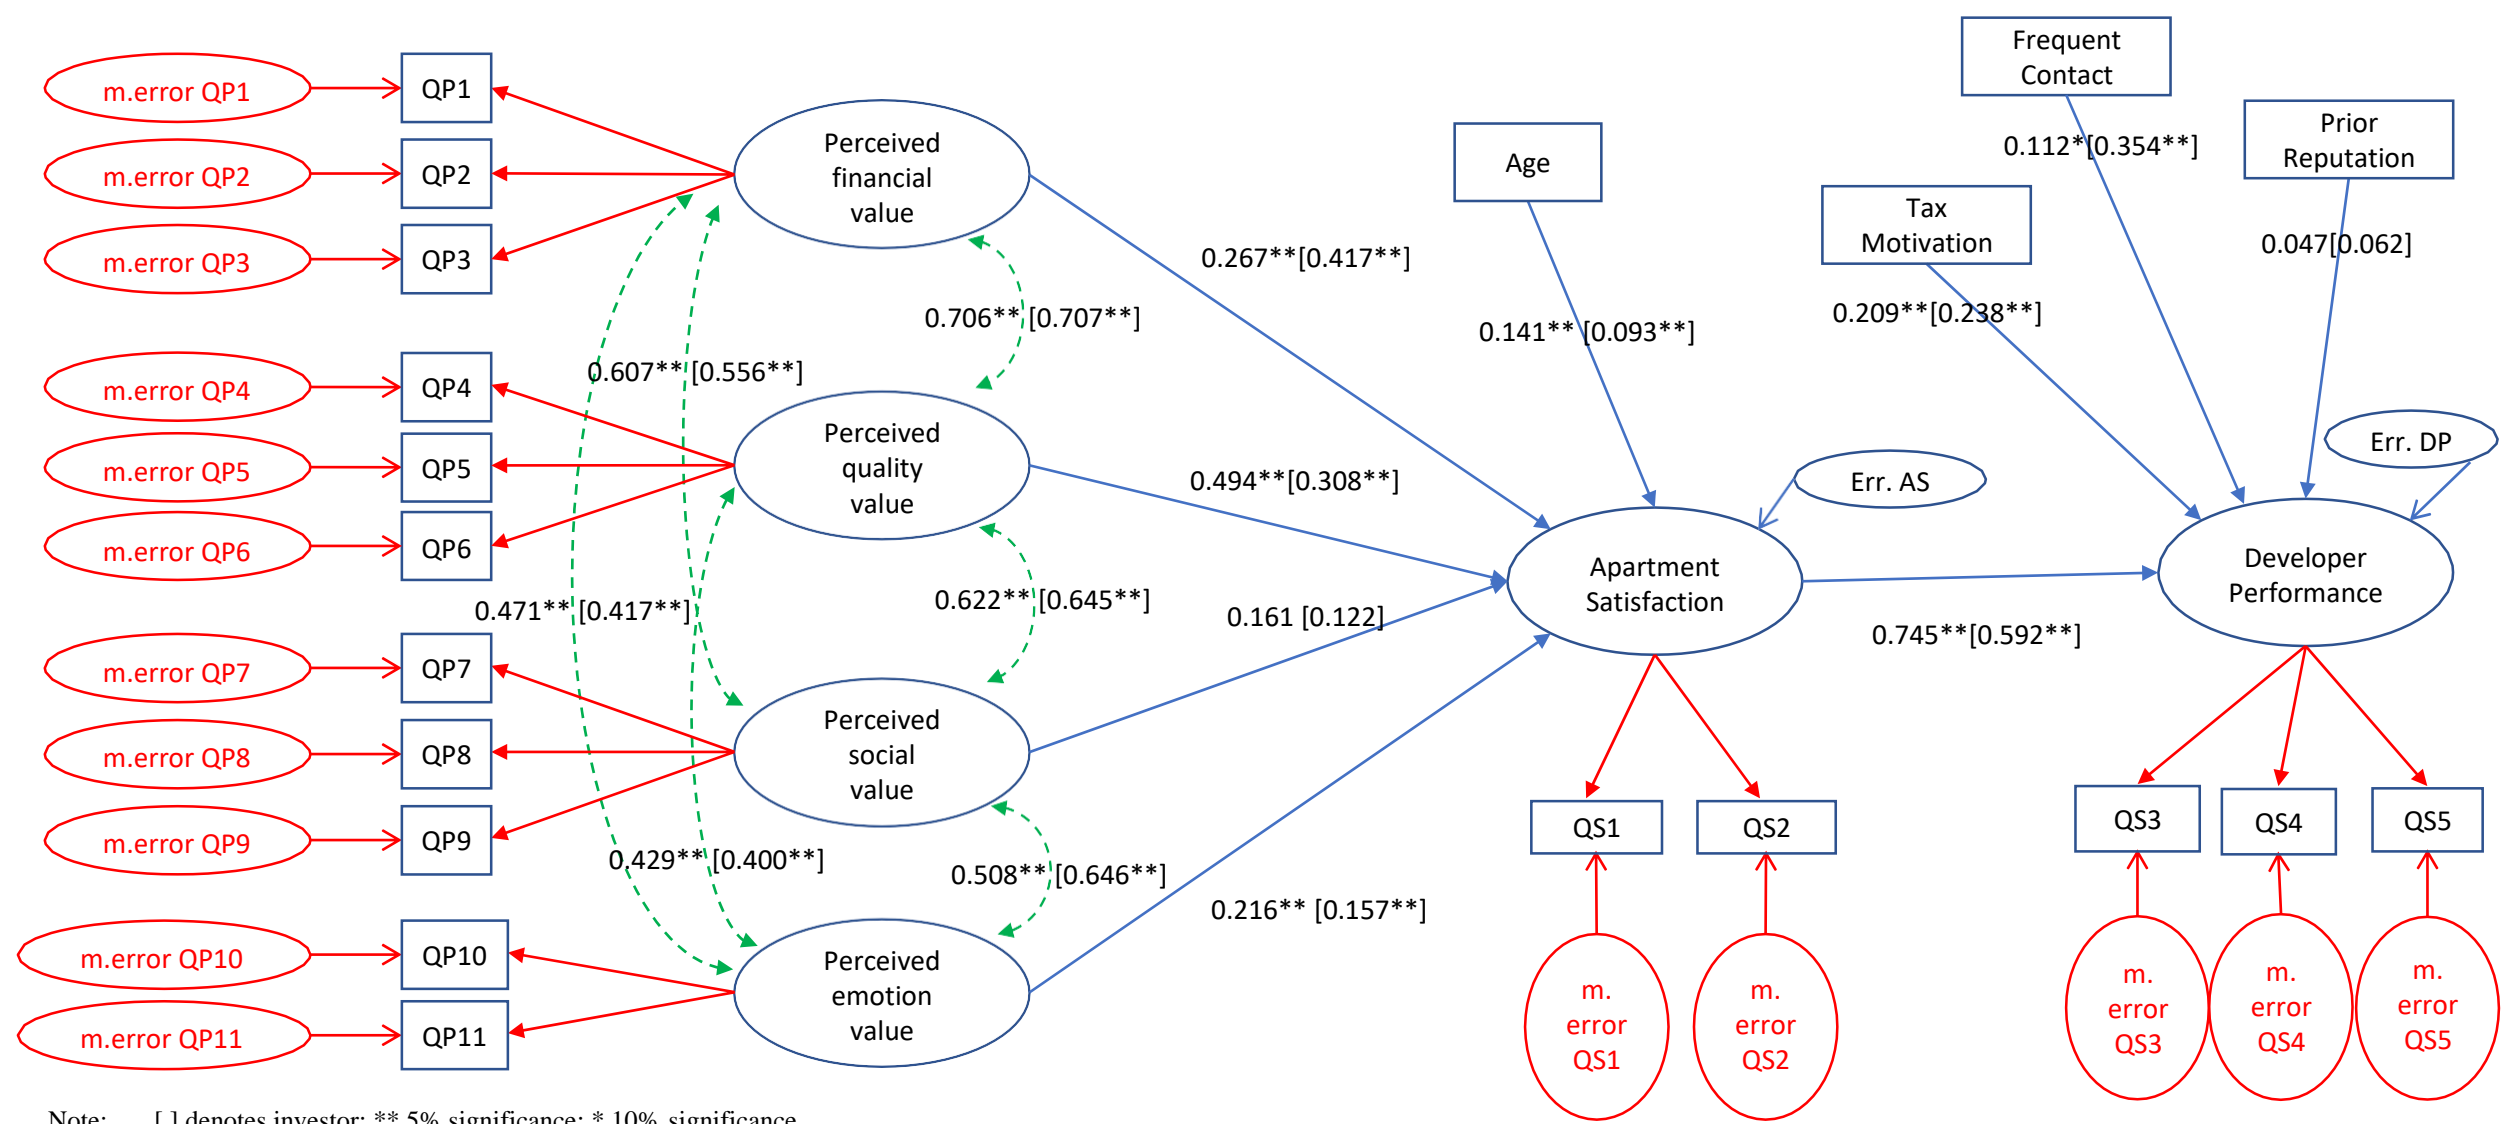 m.error QP1
QP1
m.error QP2
QP2
m.error QP3
QP3
m.error QP4
QP4
m.error QP5
QP5
m.error QP6
QP6
m.error QP7
QP7
m.error QP8
QP8
m.error QP9
QP9
m.error QP10
QP10
m.error QP11
QP11
Perceived
financial
value
Perceived
quality
value
Perceived
social
value
Perceived
emotion
value
0.706** [0.707**]
0.607** [0.556**]
0.471** [0.417**]
0.622** [0.645**]
0.429** [0.400**]
0.508** [0.646**]
0.267**[0.417**]
0.494**[0.308**]
0.161 [0.122]
0.216** [0.157**]
Age
0.141** [0.093**]
Err. AS
Apartment
Satisfaction
QS1
QS2
m.
error
QS1
m.
error
QS2
0.745**[0.592**]
Frequent
Contact
0.112*[0.354**]
Prior
Reputation
0.047[0.062]
Tax
Motivation
0.209**[0.238**]
Err. DP
Developer
Performance
QS3
QS4
QS5
m.
error
QS3
m.
error
QS4
m.
error
QS5
Note: [ ] denotes investor; ** 5% significance; * 10% significance